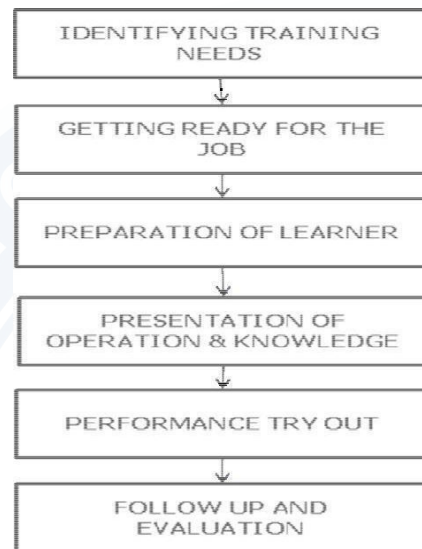 IDENTIFYING TRAINING
NEEDS
GETTING READY FOR THE
JOB
PREPARATION OF LEARNER
PRESENTATION OF
OPERATION & KNOWLEDGE
PERFORMANCE TRY OUT
FOLLOW UP AND
EVALUATION